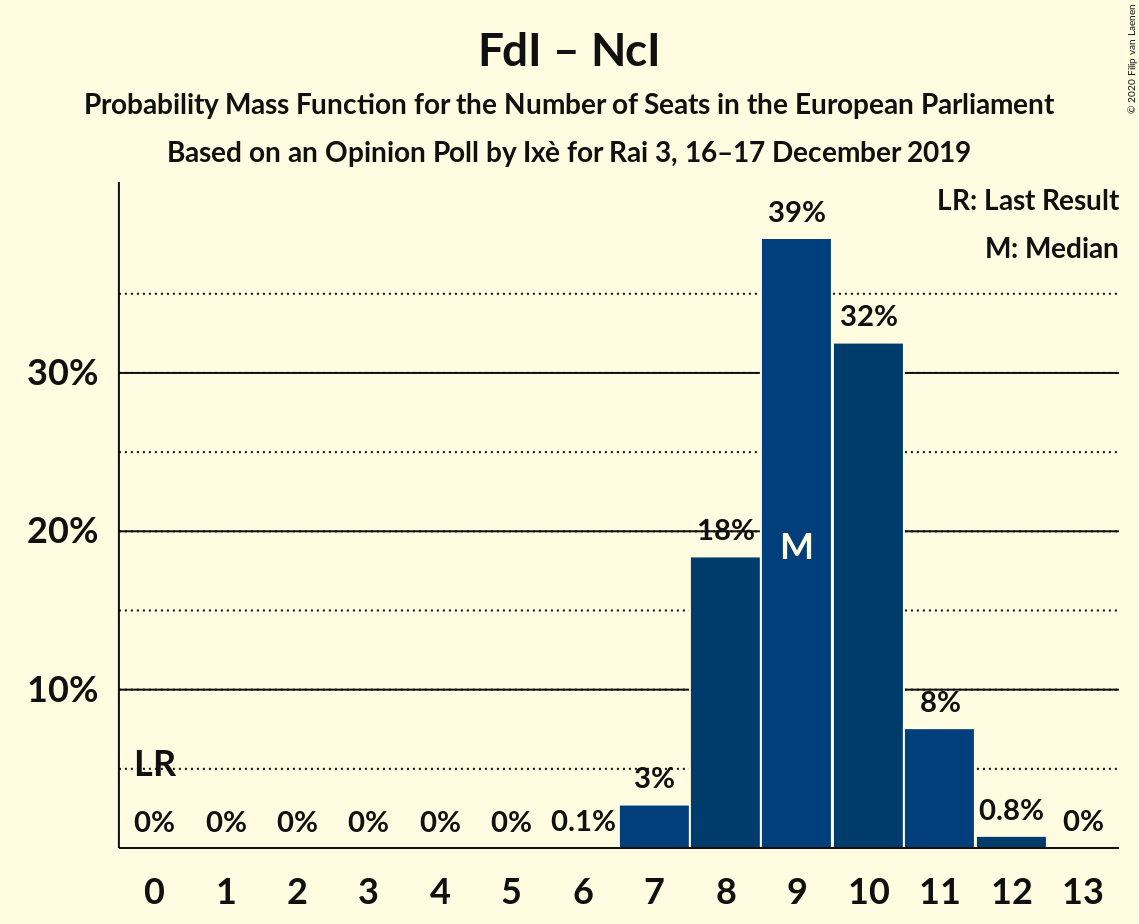 FdI – NcI
Probability Mass Function for the Number of Seats in the European Parliament
Based on an Opinion Poll by Ixè for Rai 3, 16–17 December 2019
© 2020 Filip van Laenen
LR: Last Result
M: Median
39%
32%
30%
20%
18%
M
10%
8%
LR
3%
0% 0% 0% 0% 0% 0% 0.1% 0.8% 0%
0 1 2 3 4 5 6 7 8 9 10 11 12 13